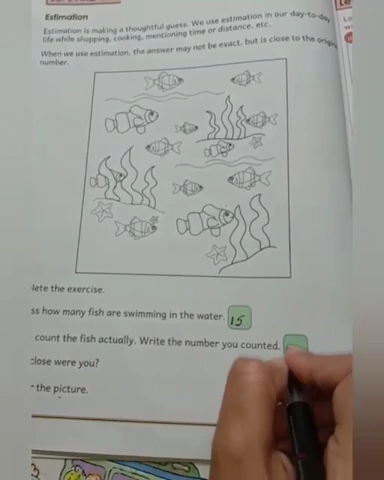 Estimation
Estimation is making a thoughtful guess. We use estimation in our day-to-day
life while shopping, cooking, mentioning time or distance, etc.
When we use estimation, the answer may not be exact, but is close to the
number.
the exercise.
how many fish are swimming in the water. 15
count the fish actually. Write the number you counted.
were you?
the picture.